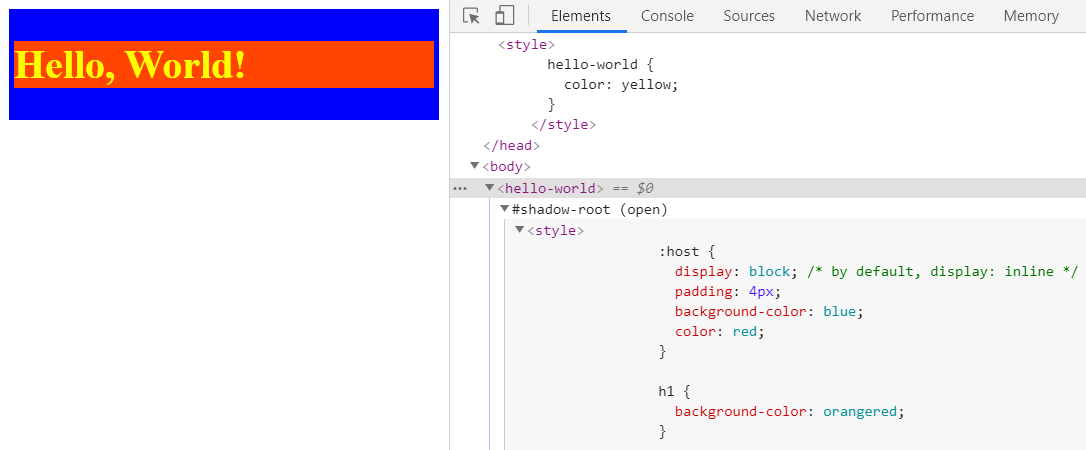 Hello, World!
Elements Console Sources Network Performance Memory
<style>
hello-world {
color: yellow;
}
</style>
</head>
<body>
<hello-world> == $0
#shadow-root (open)
<style>
:host {
display: block; /* by default, display: inline */
padding: 4px;
background-color: blue;
color: red;
}
h1 {
background-color: orangered;
}